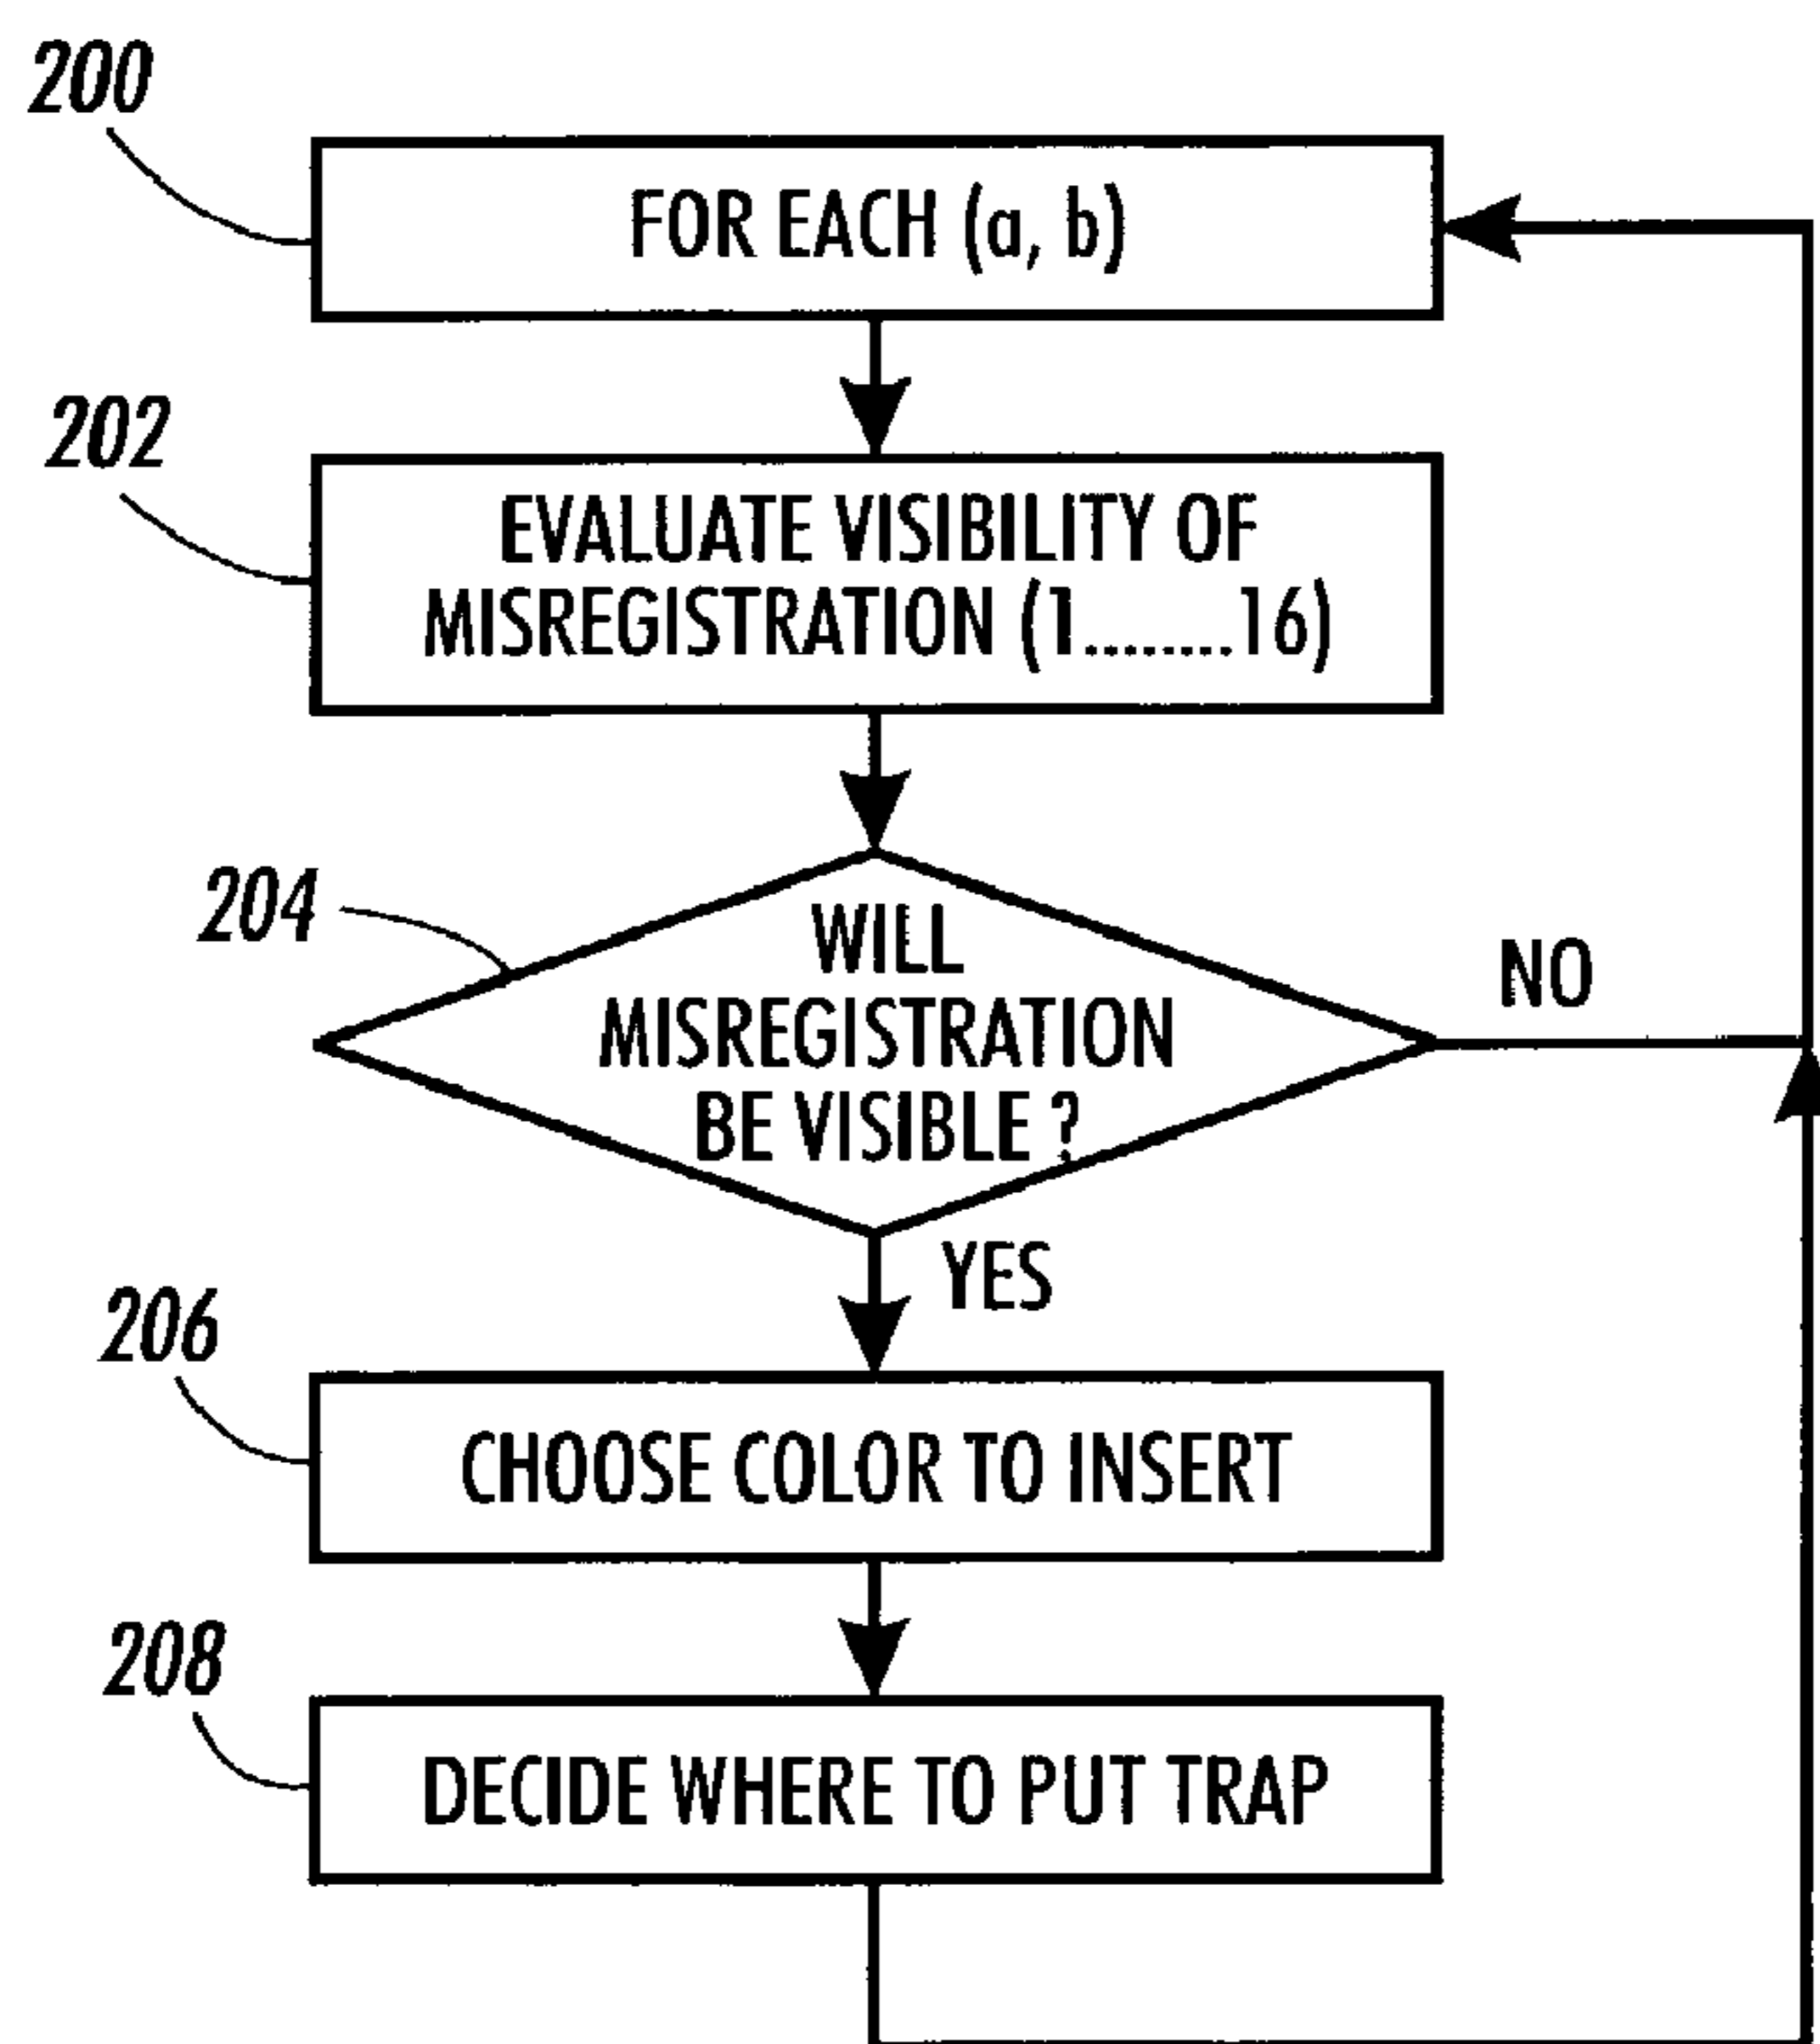 200
FOR EACH (a, b)
202
EVALUATE VISIBILITY OF
MISREGISTRATION (1........16)
204
WILL
MISREGISTRATION
BE VISIBLE ?
NO
YES
206
CHOOSE COLOR TO INSERT
208
DECIDE WHERE TO PUT TRAP